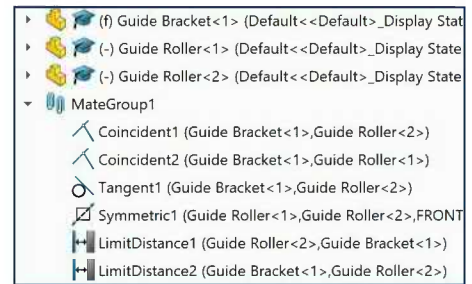 (f) Guide Bracket<1> (Default<<Default>_Display Stat
(-) Guide Roller<1> (Default<<Default>_Display State
(-) Guide Roller<2> (Default<<Default>_Display State
MateGroup1
Coincident1 (Guide Bracket<1>,Guide Roller<2>)
Coincident2 (Guide Bracket<1>,Guide Roller<1>)
Tangent1 (Guide Bracket<1>,Guide Roller<2>)
Symmetric1 (Guide Roller<1>,Guide Roller<2>,FRONT
LimitDistance1 (Guide Roller<2>,Guide Bracket<1>)
LimitDistance2 (Guide Bracket<1>,Guide Roller<2>)